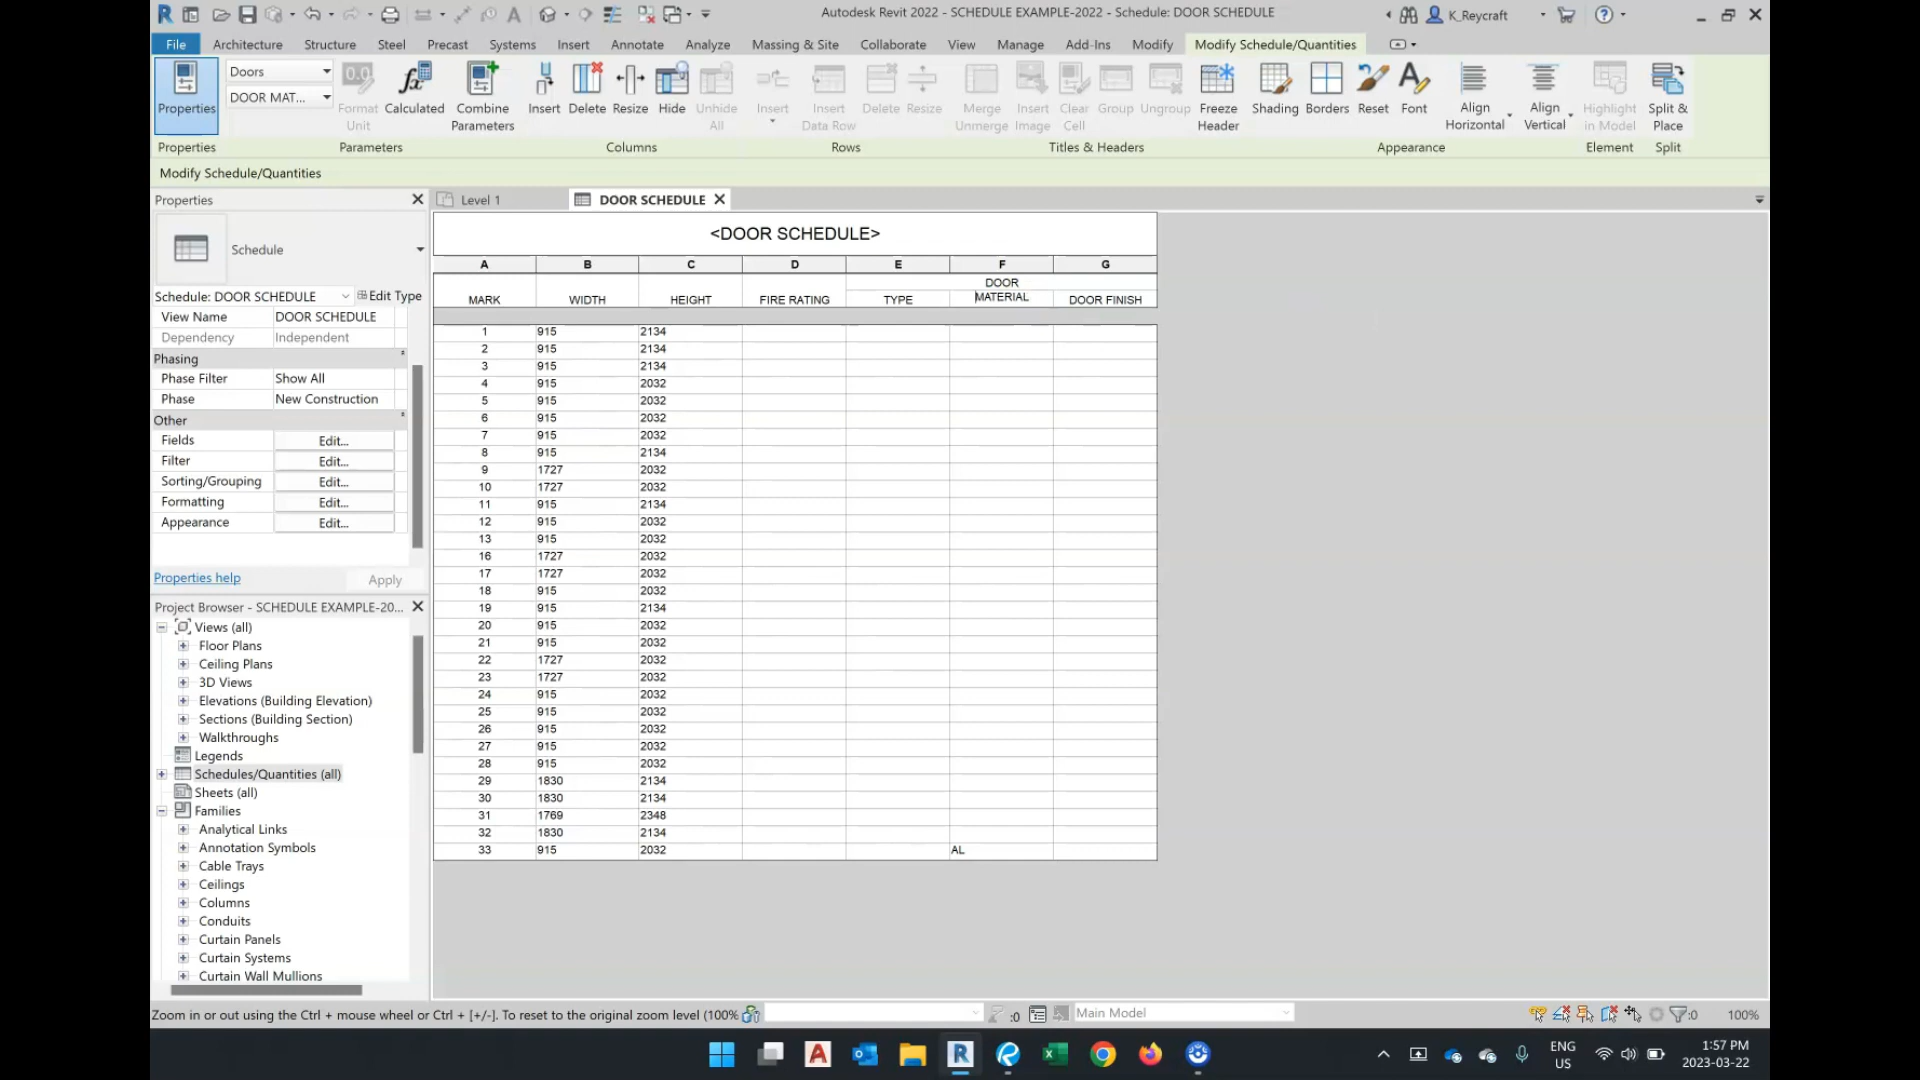 Autodesk Revit 2022 - SCHEDULE EXAMPLE-2022 - Schedule: DOOR SCHEDULE
K_Reycraft
File Architecture Structure Steel Precast Systems Insert Annotate Analyze Massing & Site Collaborate View Manage Add-Ins Modify Modify Schedule/Quantities
Properties
Doors
DOOR MAT...
Format Unit
Calculated
Combine Parameters
Insert
Delete
Resize
Hide
Unhide All
Insert
Insert Data Row
Delete
Resize
Merge Unmerge
Insert Image
Clear Cell
Group
Ungroup
Freeze Header
Shading
Borders
Reset
Font
Align Horizontal
Align Vertical
Highlight in Model
Split & Place
Properties Parameters Columns Rows Titles & Headers Appearance Element Split
Modify Schedule/Quantities
Properties
Schedule
Schedule: DOOR SCHEDULE Edit Type
View Name DOOR SCHEDULE
Dependency Independent
Phasing
Phase Filter Show All
Phase New Construction
Other
Fields Edit...
Filter Edit...
Sorting/Grouping Edit...
Formatting Edit...
Appearance Edit...
Properties help Apply
Project Browser - SCHEDULE EXAMPLE-20...
Views (all)
Floor Plans
Ceiling Plans
3D Views
Elevations (Building Elevation)
Sections (Building Section)
Walkthroughs
Legends
Schedules/Quantities (all)
Sheets (all)
Families
Analytical Links
Annotation Symbols
Cable Trays
Ceilings
Columns
Conduits
Curtain Panels
Curtain Systems
Curtain Wall Mullions
Level 1 DOOR SCHEDULE
<DOOR SCHEDULE>
A B C D E F G
DOOR
MARK WIDTH HEIGHT FIRE RATING TYPE MATERIAL DOOR FINISH
1 915 2134
2 915 2134
3 915 2134
4 915 2032
5 915 2032
6 915 2032
7 915 2032
8 915 2134
9 1727 2032
10 1727 2032
11 915 2134
12 915 2032
13 915 2032
16 1727 2032
17 1727 2032
18 915 2032
19 915 2134
20 915 2032
21 915 2032
22 1727 2032
23 1727 2032
24 915 2032
25 915 2032
26 915 2032
27 915 2032
28 915 2032
29 1830 2134
30 1830 2134
31 1769 2348
32 1830 2134
33 915 2032 AL
Zoom in or out using the Ctrl + mouse wheel or Ctrl + [+/-]. To reset to the original zoom level (100% :0 Main Model :0 100%
ENG US
1:57 PM
2023-03-22